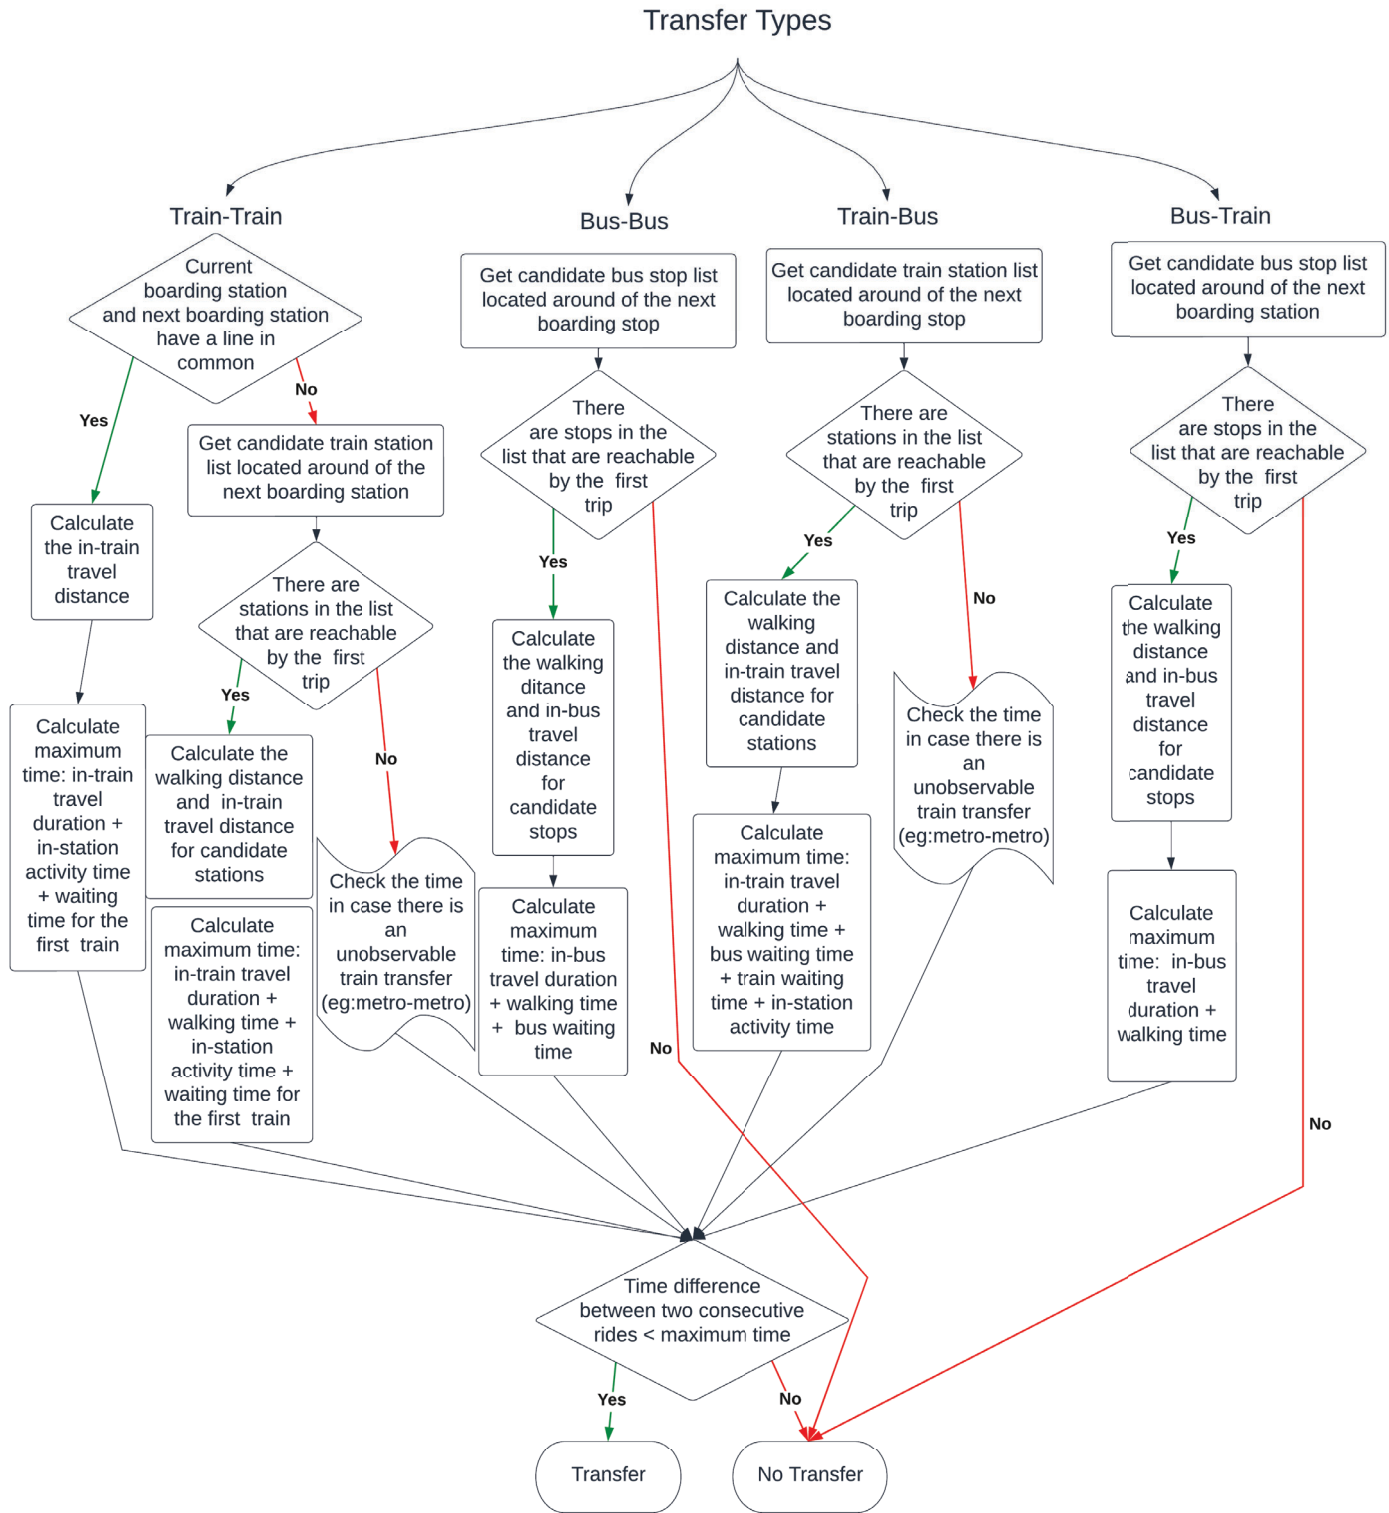 Transfer Types
Train-Train
Current
boarding station
and next boarding station
have a line in
common
Yes
No
Calculate
the in-train
travel
distance
Calculate
maximum
time: in-train
travel
duration +
in-station
activity time
+ waiting
time for the
first train
Get candidate train station
list located around of the
next boarding station
There are
stations in the list
that are reachable
by the first
trip
Yes
No
Calculate the
walking distance
and in-train
travel distance
for candidate
stations
Calculate
maximum time:
in-train travel
duration +
walking time +
in-station
activity time +
waiting time for
the first train
Check the time
in case there is
an
unobservable
train transfer
(eg:metro-metro)
Bus-Bus
Get candidate bus stop list
located around of the next
boarding stop
There
are stops in the
list that are reachable
by the first
trip
Yes
No
Calculate
the walking
ditance
and in-bus
travel
distance
for
candidate
stops
Calculate
maximum
time: in-bus
travel duration
+ walking time
+ bus waiting
time
Train-Bus
Get candidate train station list
located around of the next
boarding stop
There are
stations in the list
that are reachable
by the first
trip
Yes
No
Calculate the
walking
distance and
in-train travel
distance for
candidate
stations
Calculate
maximum time:
in-train travel
duration +
walking time +
bus waiting time
+ train waiting
time + in-station
activity time
Check the time
in case there is
an
unobservable
train transfer
(eg:metro-metro)
Bus-Train
Get candidate bus stop list
located around of the next
boarding station
There
are stops in the
list that are reachable
by the first
trip
Yes
No
Calculate
the walking
distance
and in-bus
travel
distance
for
candidate
stops
Calculate
maximum
time: in-bus
travel
duration +
walking time
Time difference
between two consecutive
rides < maximum time
Yes
No
Transfer
No Transfer